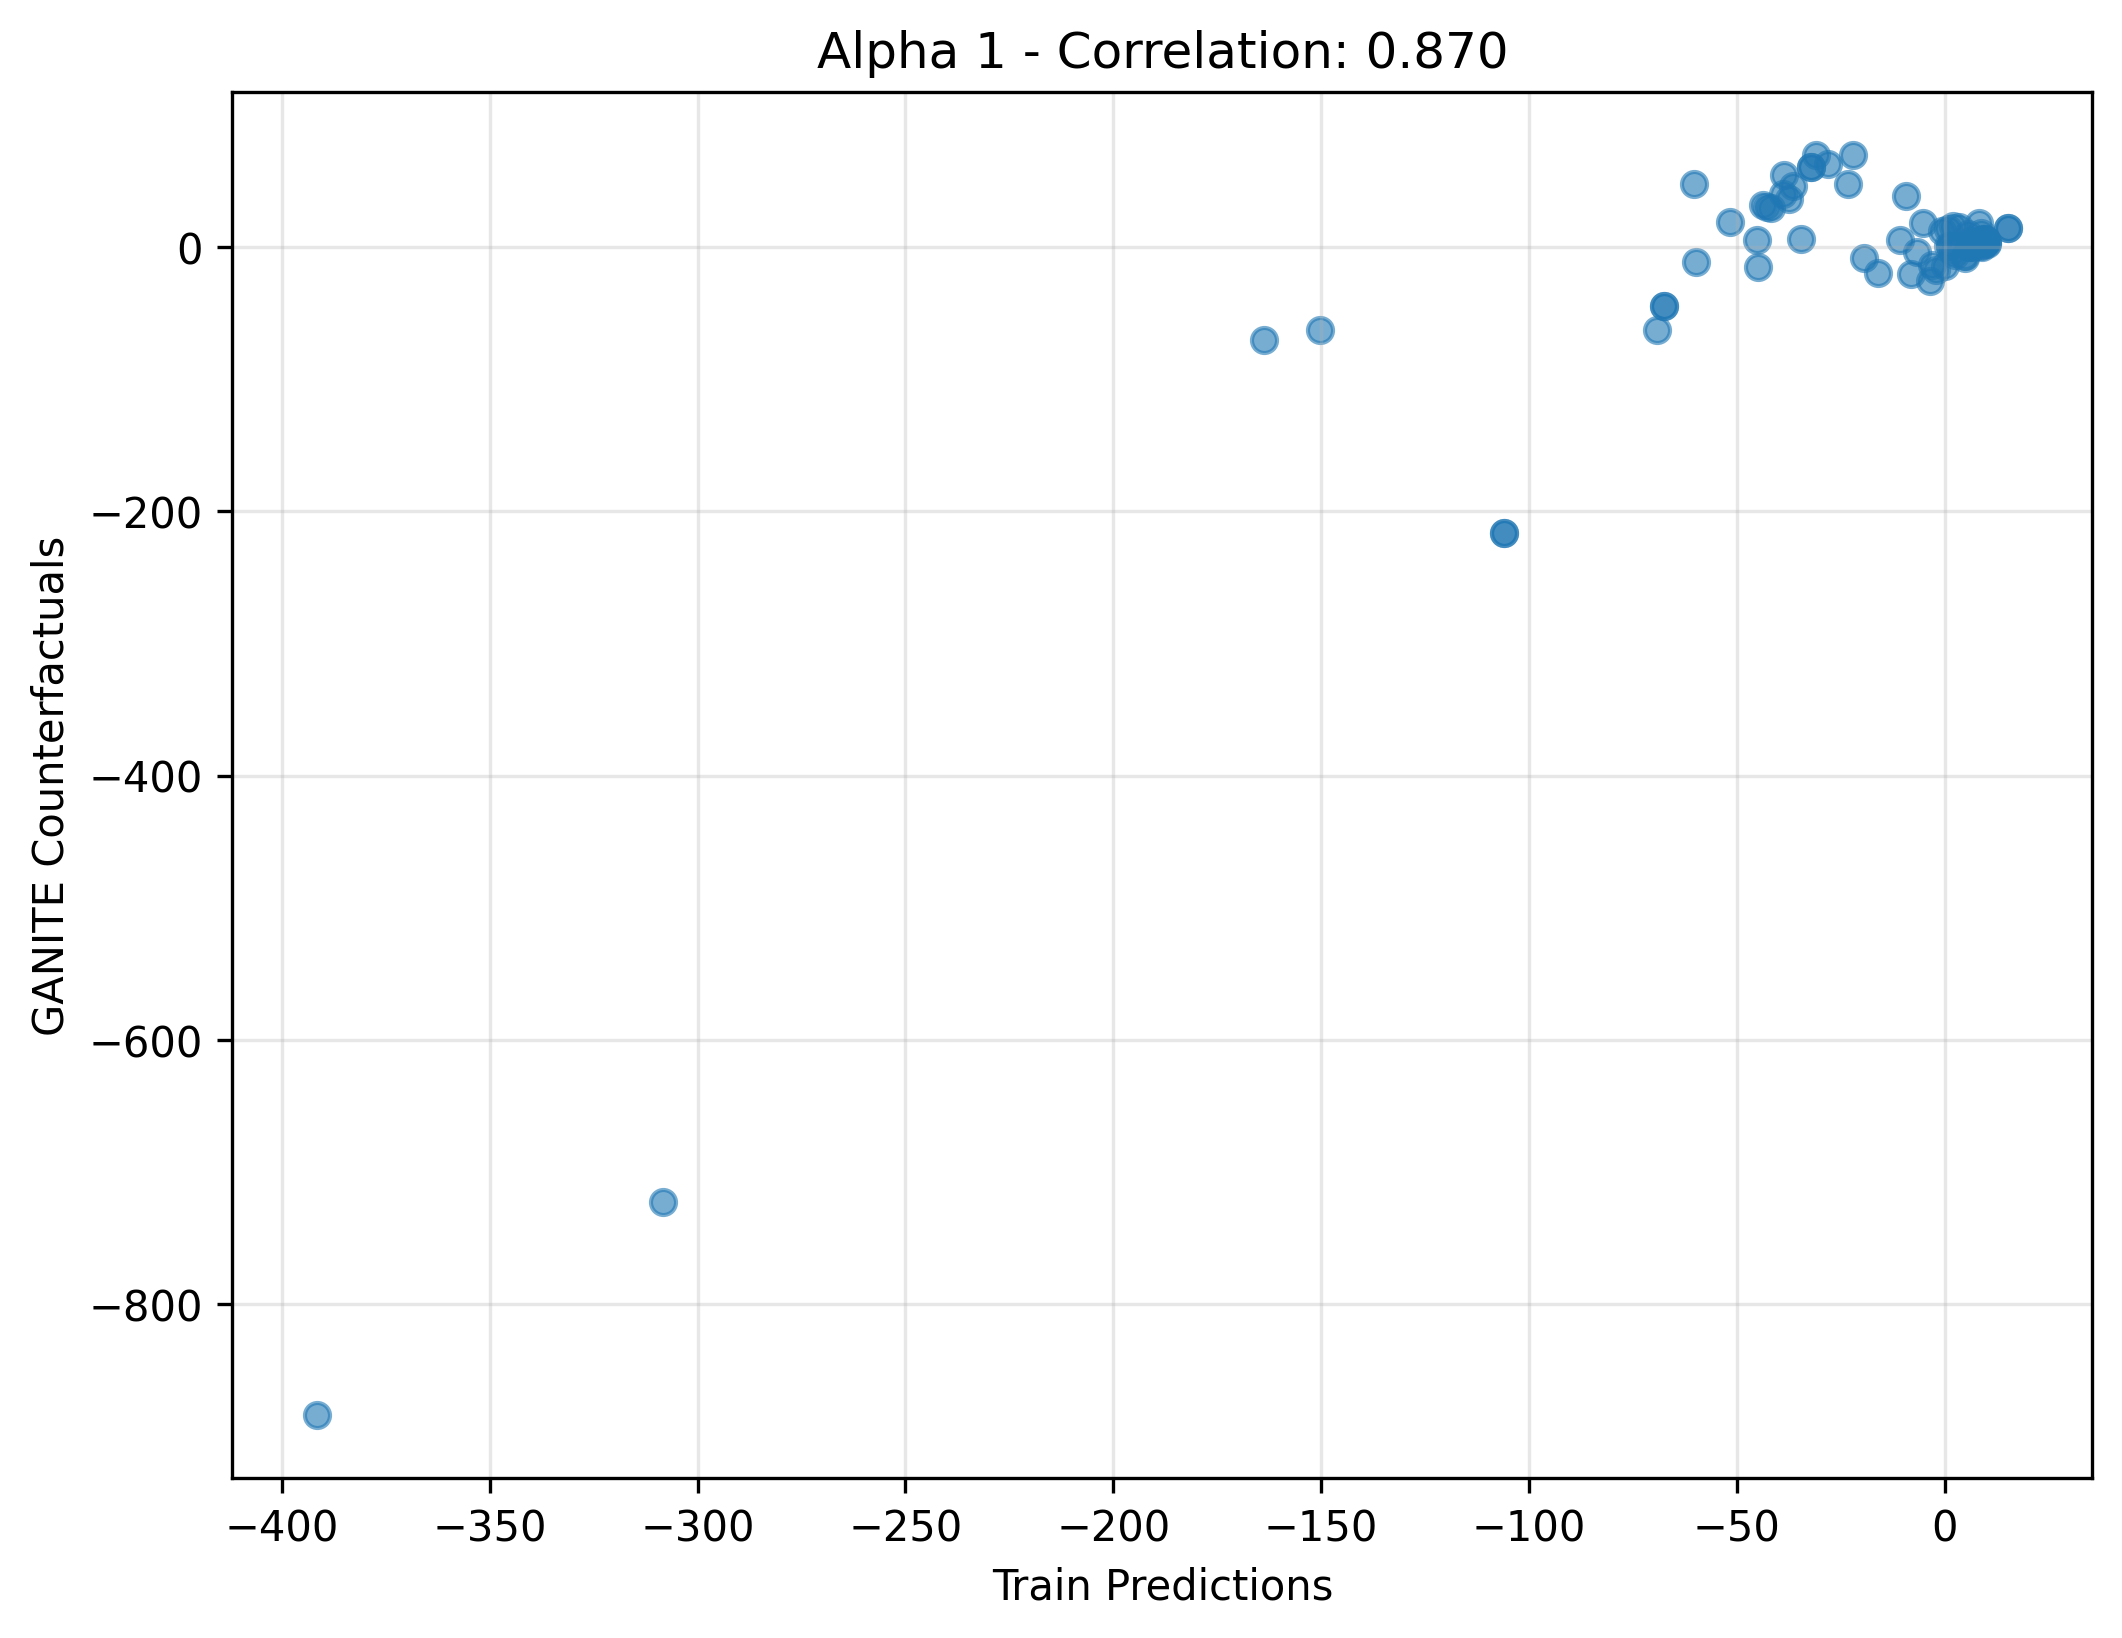 Alpha 1 - Correlation: 0.870
0
−200
−400
−600
−800
GANITE Counterfactuals
−400 −350 −300 −250 −200 −150 −100 −50 0
Train Predictions